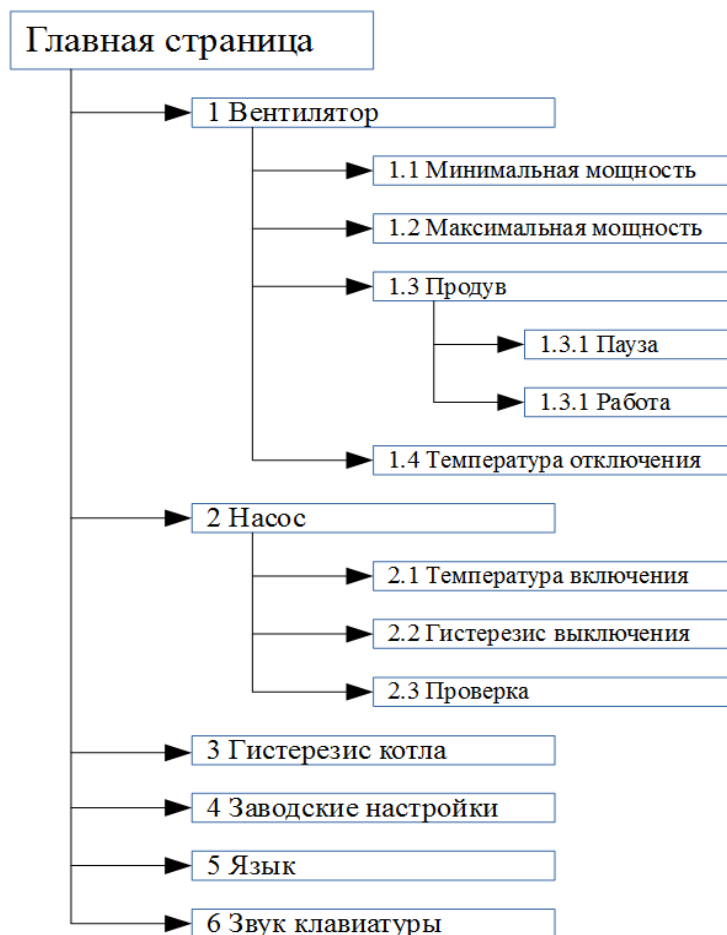 Главная страница
1 Вентилятор
1.1 Минимальная мощность
1.2 Максимальная мощность
1.3 Продув
1.3.1 Пауза
1.3.1 Работа
1.4 Температура отключения
2 Насос
2.1 Температура включения
2.2 Гистерезис выключения
2.3 Проверка
3 Гистерезис котла
4 Заводские настройки
5 Язык
6 Звук клавиатуры